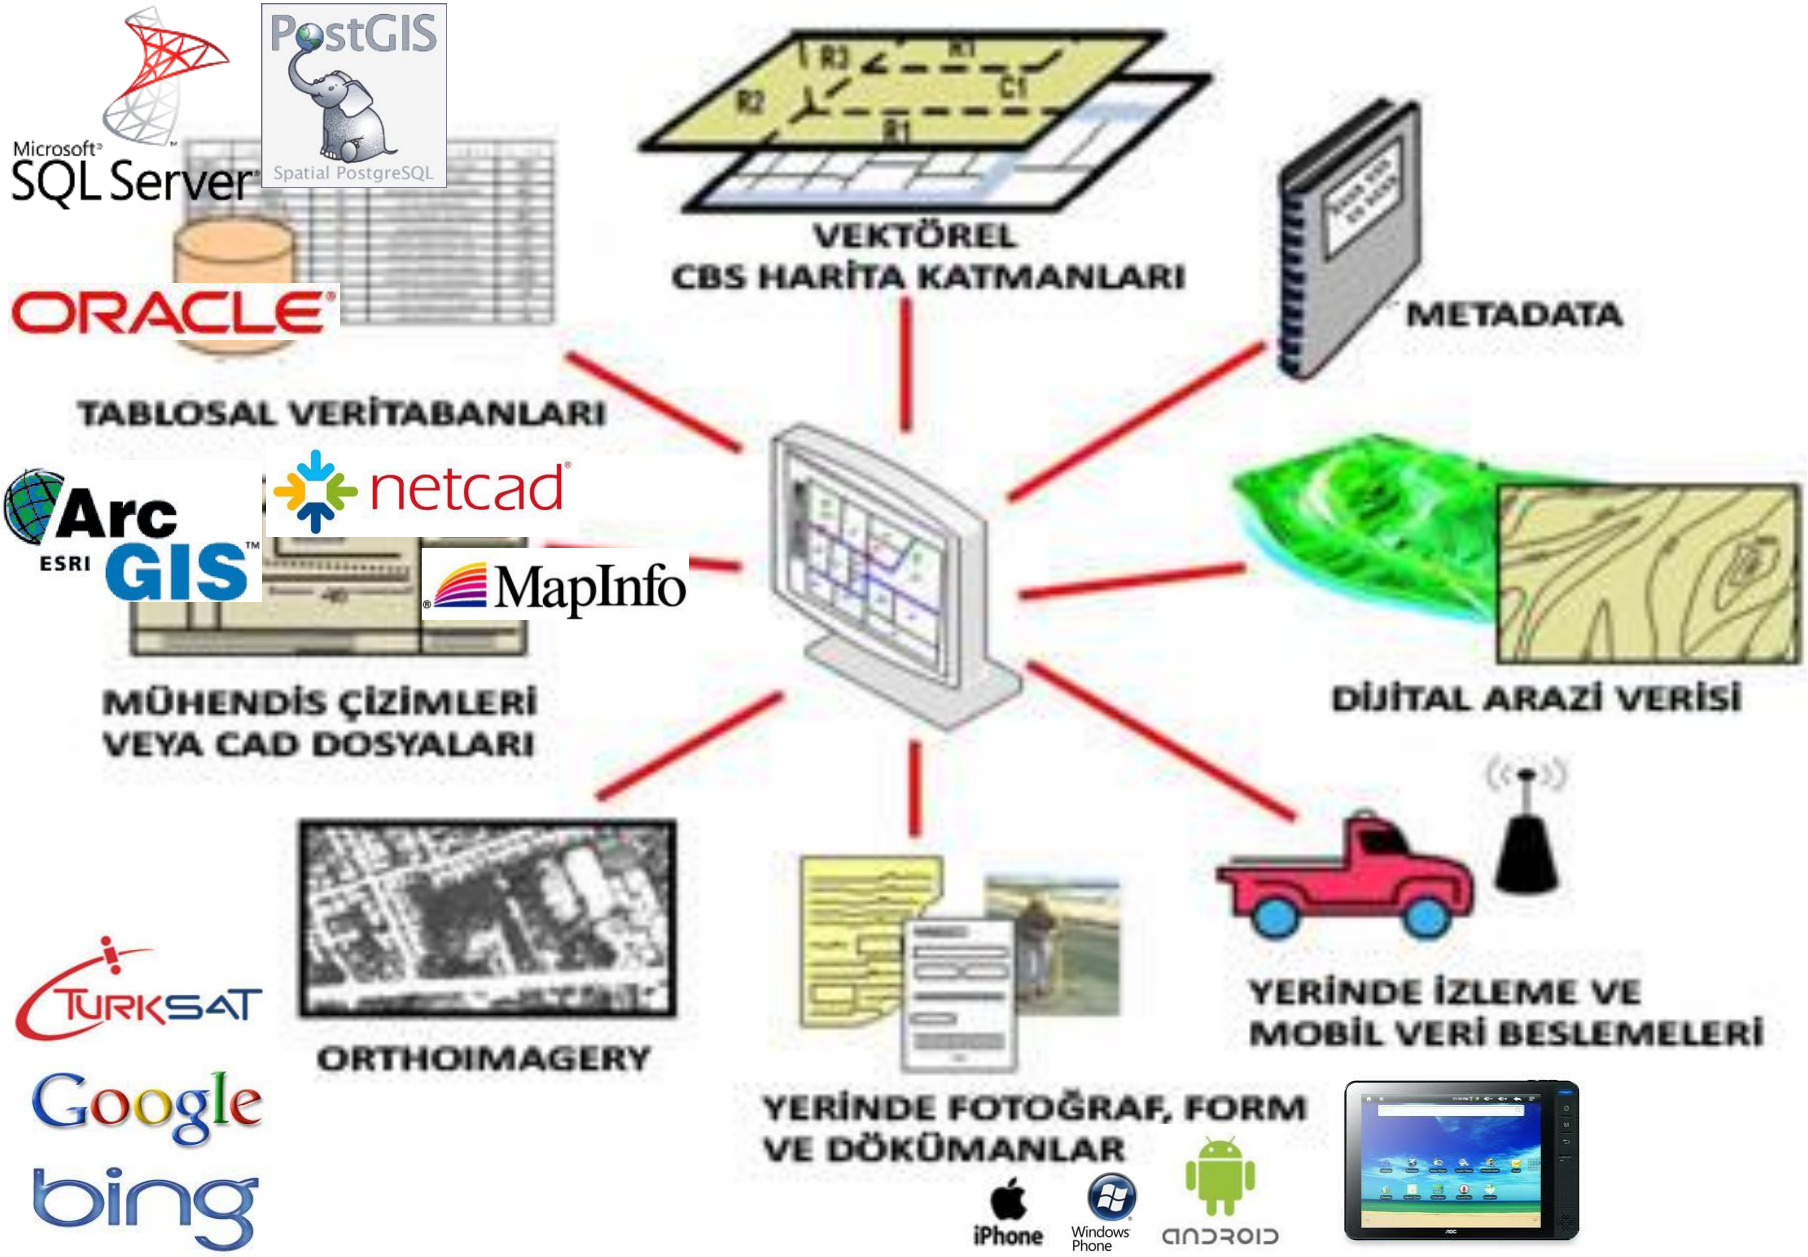 PostGIS
Spatial PostgreSQL
Microsoft®
SQL Server®
ORACLE®
TABLOSAL VERİTABANLARI
R3
R1
R2
C1
R1
VEKTÖREL
CBS HARİTA KATMANLARI
METADATA
Arc
ESRI
GIS™
netcad®
® MapInfo
MÜHENDİS ÇİZİMLERİ
VEYA CAD DOSYALARI
DİJİTAL ARAZİ VERİSİ
TURKSAT
Google
bing
ORTHOIMAGERY
YERİNDE FOTOĞRAF, FORM
VE DÖKÜMANLAR
iPhone
Windows®
Phone
ANDROID
YERİNDE İZLEME VE
MOBİL VERİ BESLEMELERİ
AOC